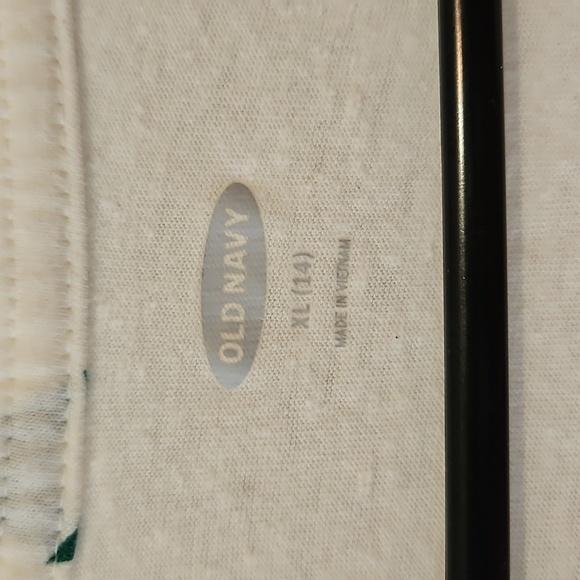 OLD NAVY
XL (14)
MADE IN VIETNAM